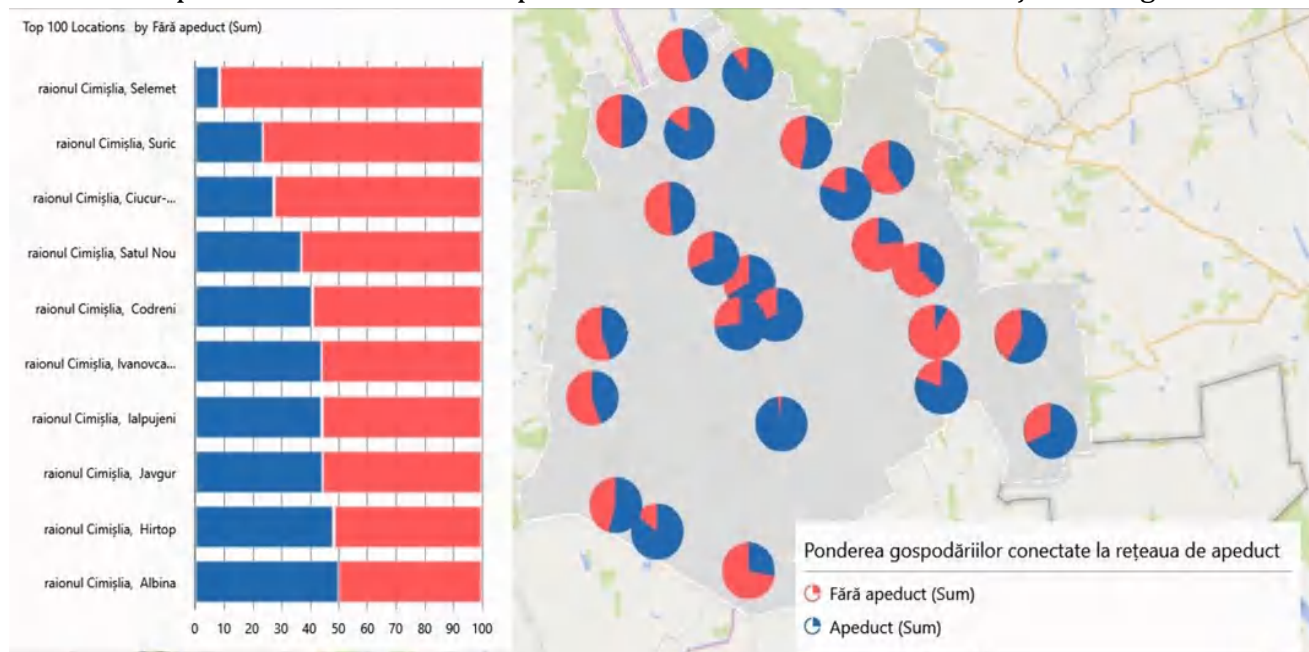 Top 100 Locations by Fără apeduct (Sum)
raionul Cimișlia, Selemet
raionul Cimișlia, Suric
raionul Cimișlia, Ciucur-...
raionul Cimișlia, Satul Nou
raionul Cimișlia, Codreni
raionul Cimișlia, Ivanovca...
raionul Cimișlia, Ialpujeni
raionul Cimișlia, Javgur
raionul Cimișlia, Hirtop
raionul Cimișlia, Albina
0 10 20 30 40 50 60 70 80 90 100
Ponderea gospodăriilor conectate la rețeaua de apeduct
Fără apeduct (Sum)
Apeduct (Sum)